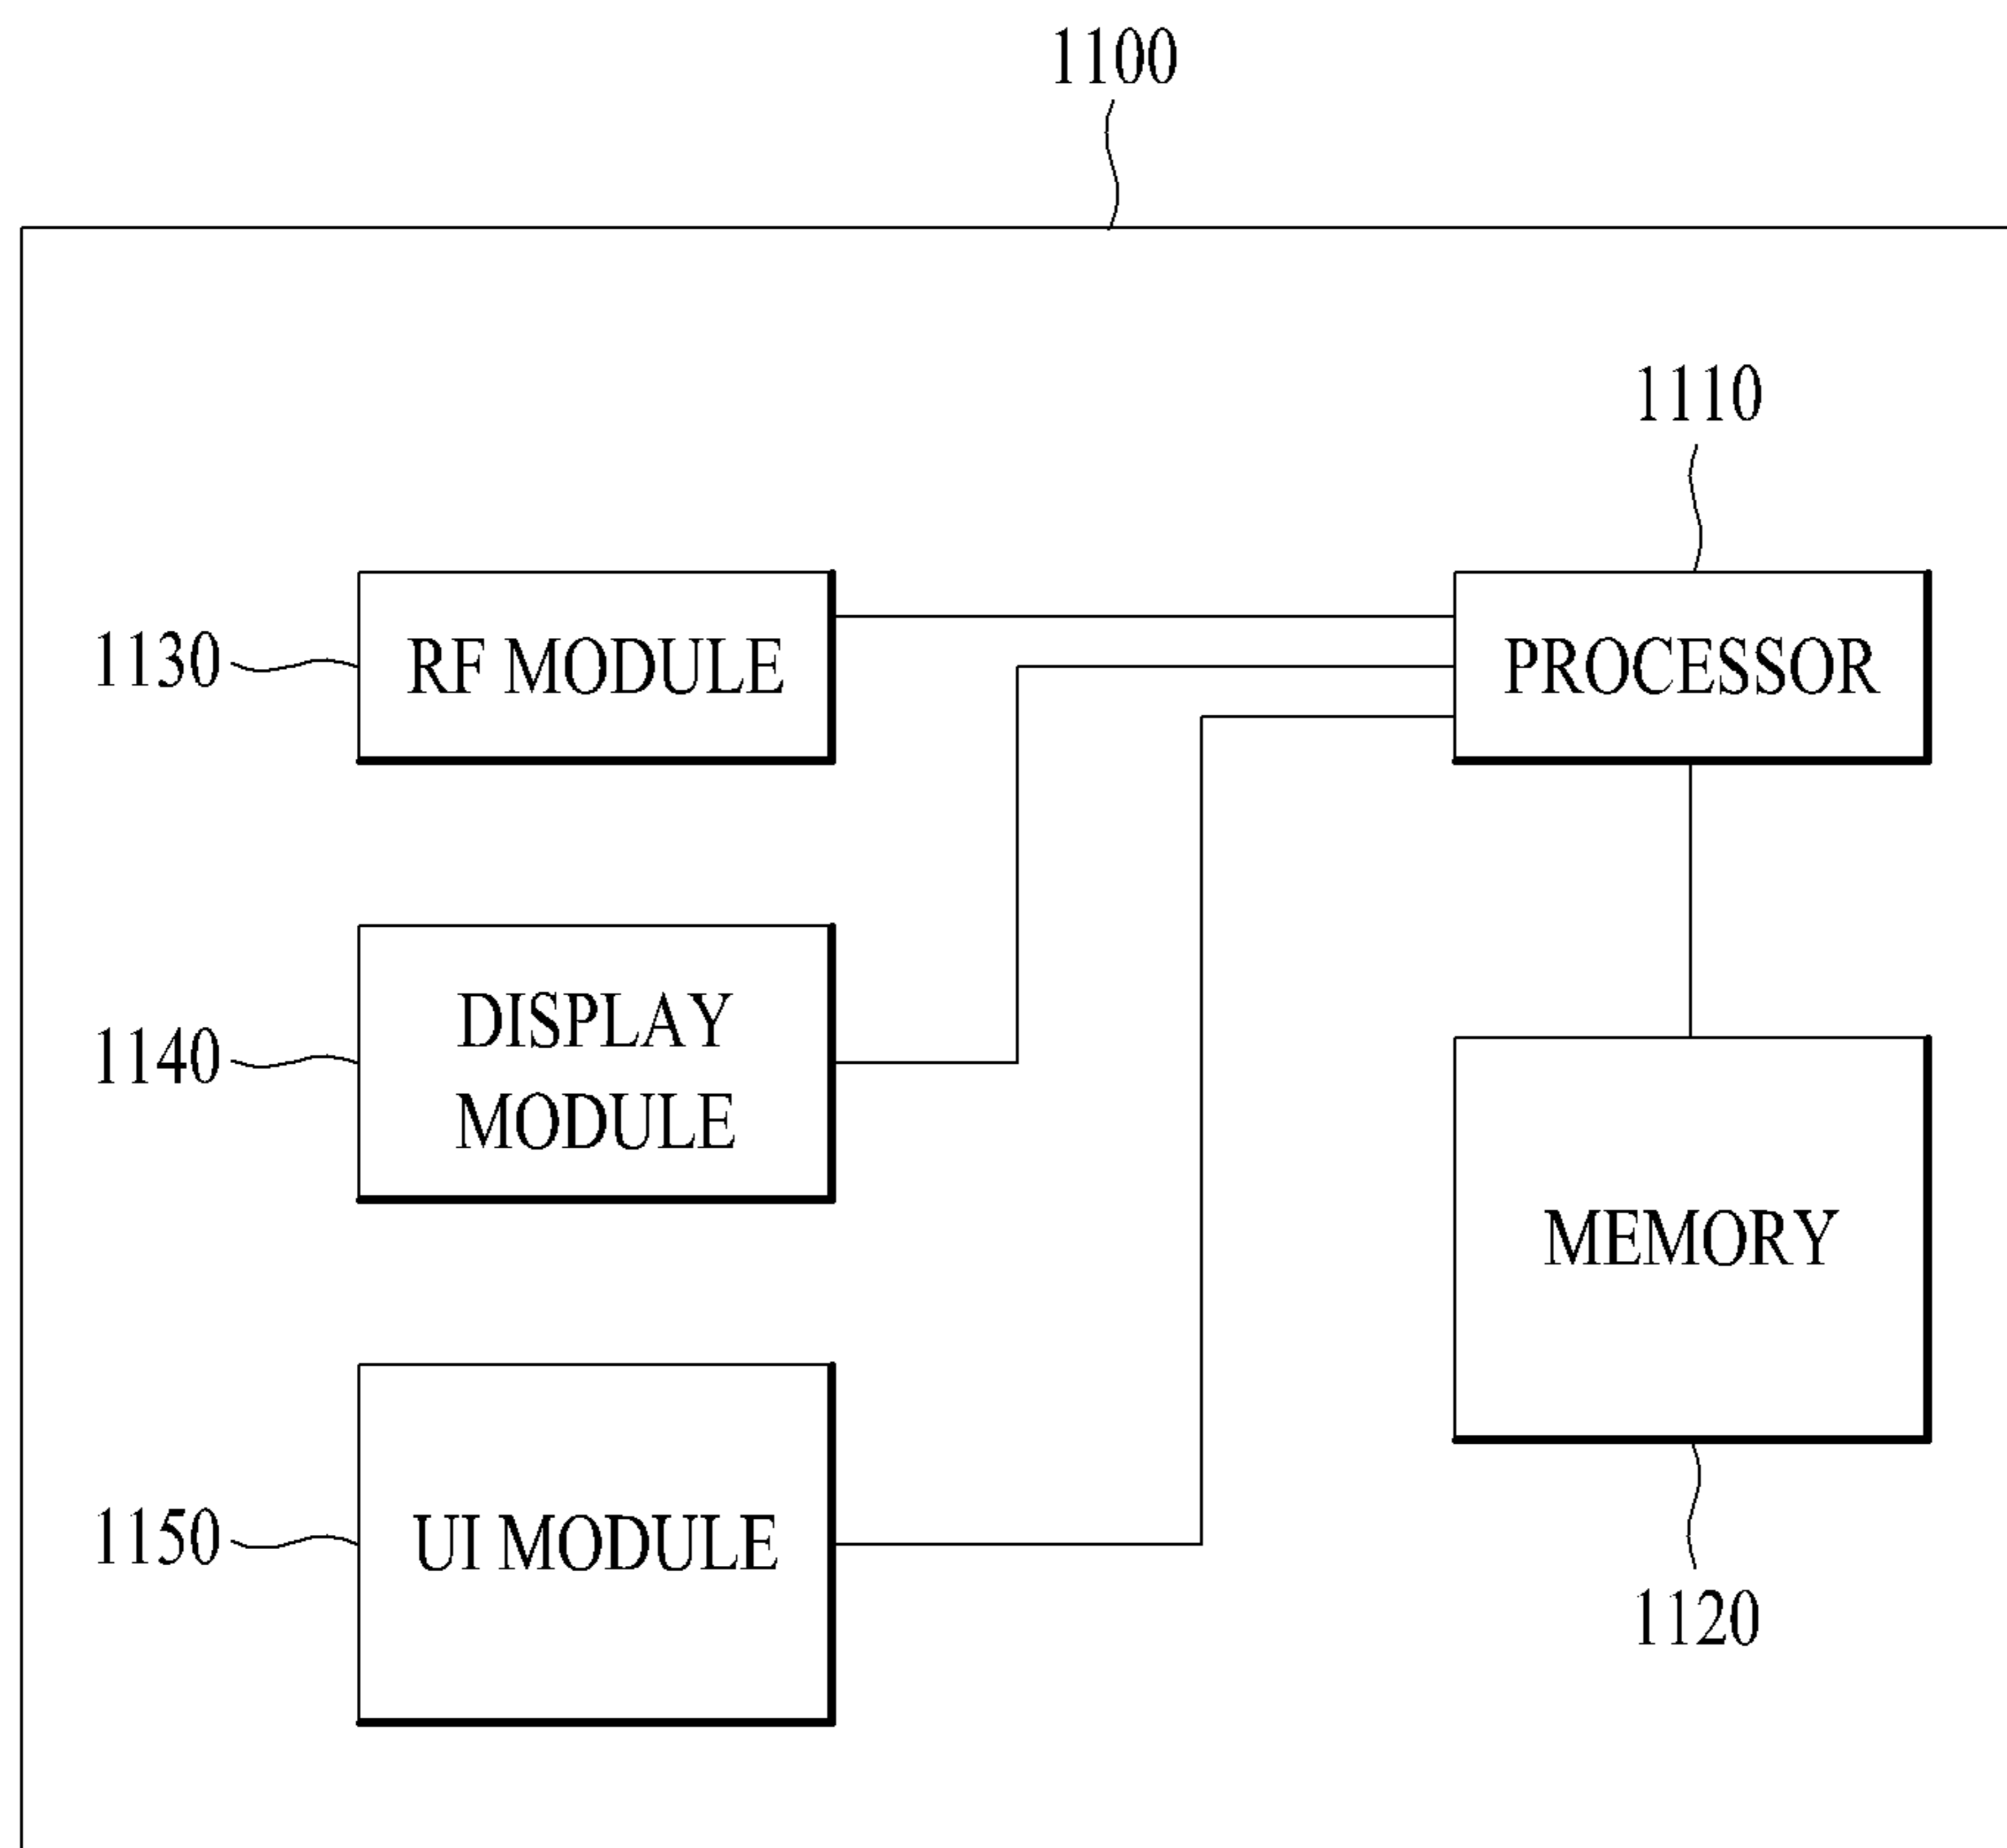 1100
1110
1130
RF MODULE
PROCESSOR
1140
DISPLAY
MODULE
MEMORY
1150
UI MODULE
1120